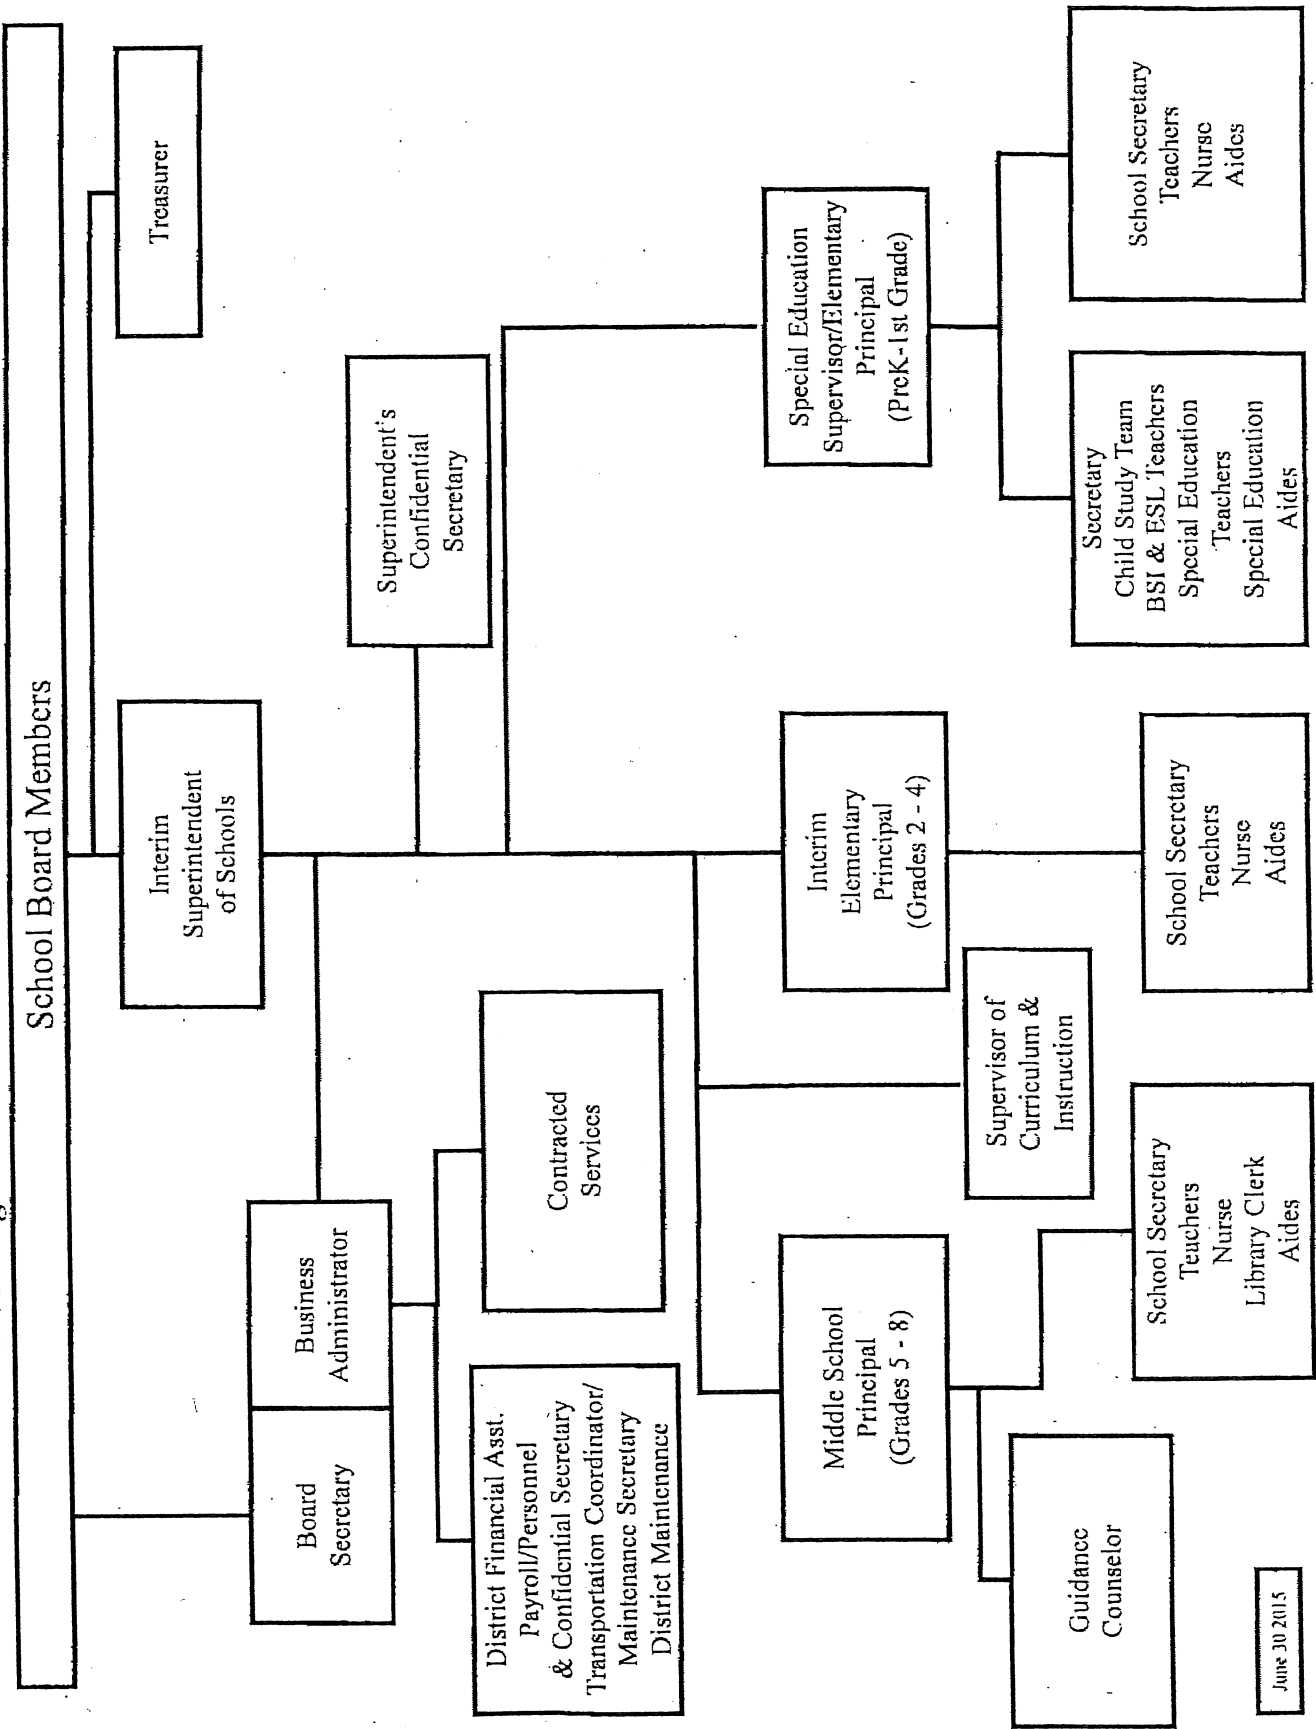 School Board Members
Treasurer
Interim
Superintendent
of Schools
Board
Secretary
Business
Administrator
Superintendent's
Confidential
Secretary
District Financial Asst.
Payroll/Personnel
& Confidential Secretary
Transportation Coordinator/
Maintenance Secretary
District Maintenance
Contracted
Services
Middle School
Principal
(Grades 5 - 8)
Interim
Elementary
Principal
(Grades 2 - 4)
Special Education
Supervisor/Elementary
Principal
(PreK-1st Grade)
Supervisor of
Curriculum &
Instruction
Guidance
Counselor
School Secretary
Teachers
Nurse
Library Clerk
Aides
School Secretary
Teachers
Nurse
Aides
Secretary
Child Study Team
BSI & ESL Teachers
Special Education
Teachers
Special Education
Aides
School Secretary
Teachers
Nurse
Aides
June 30 2015